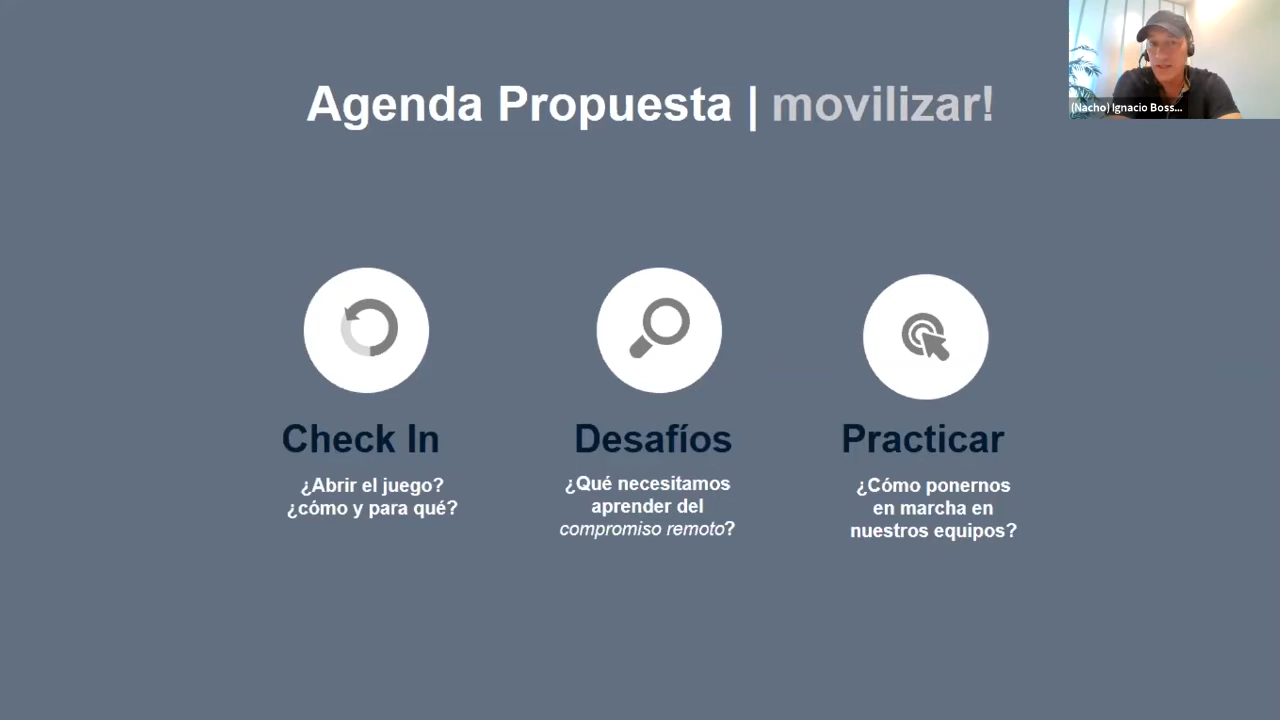 Agenda Propuesta | movilizar!
(Nacho) Ignacio Boss...
Check In
¿Abrir el juego?
¿cómo y para qué?
Desafíos
¿Qué necesitamos
aprender del
compromiso remoto?
Practicar
¿Cómo ponernos
en marcha en
nuestros equipos?